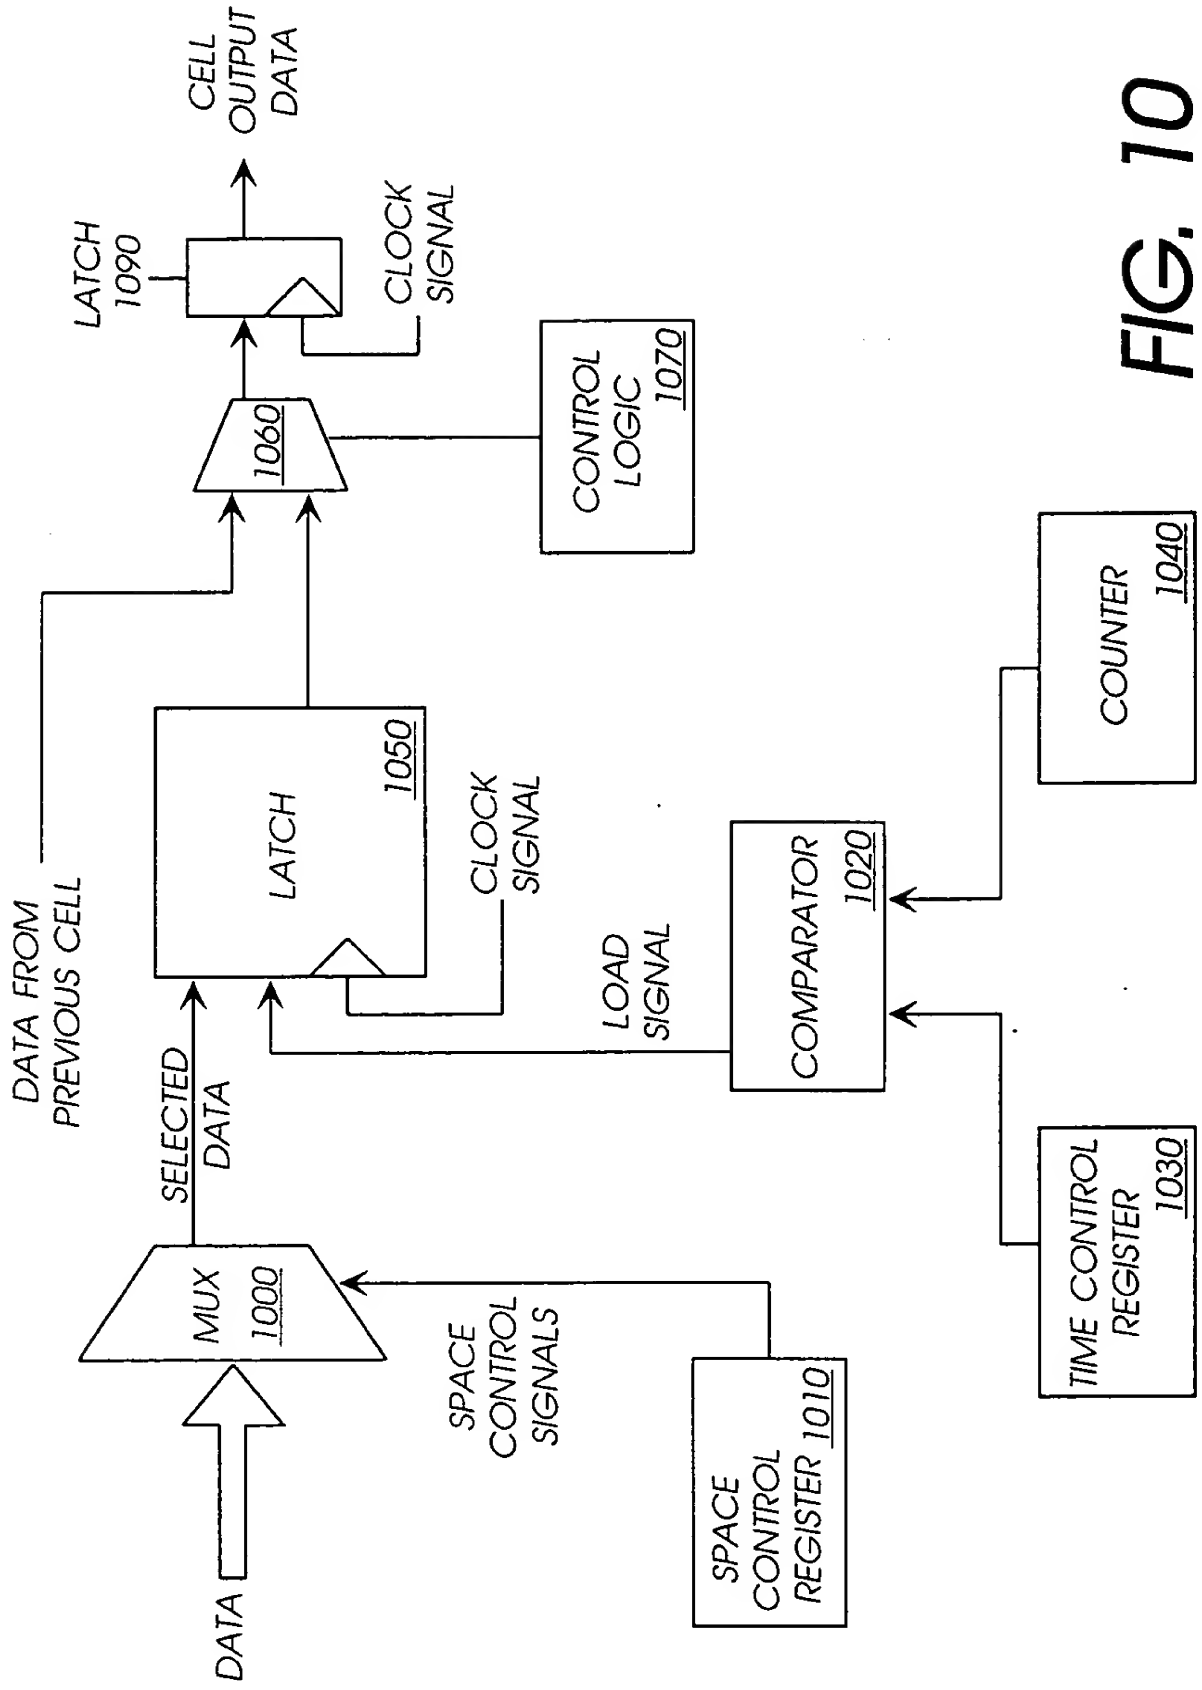 DATA FROM
PREVIOUS CELL
LATCH
1090
CELL
OUTPUT
DATA
DATA
MUX
1000
SELECTED
DATA
LATCH
1050
1060
CLOCK
SIGNAL
SPACE
CONTROL
SIGNALS
LOAD
SIGNAL
CLOCK
SIGNAL
CONTROL
LOGIC
1070
SPACE
CONTROL
REGISTER 1010
COMPARATOR
1020
TIME CONTROL
REGISTER
1030
COUNTER
1040
FIG. 10